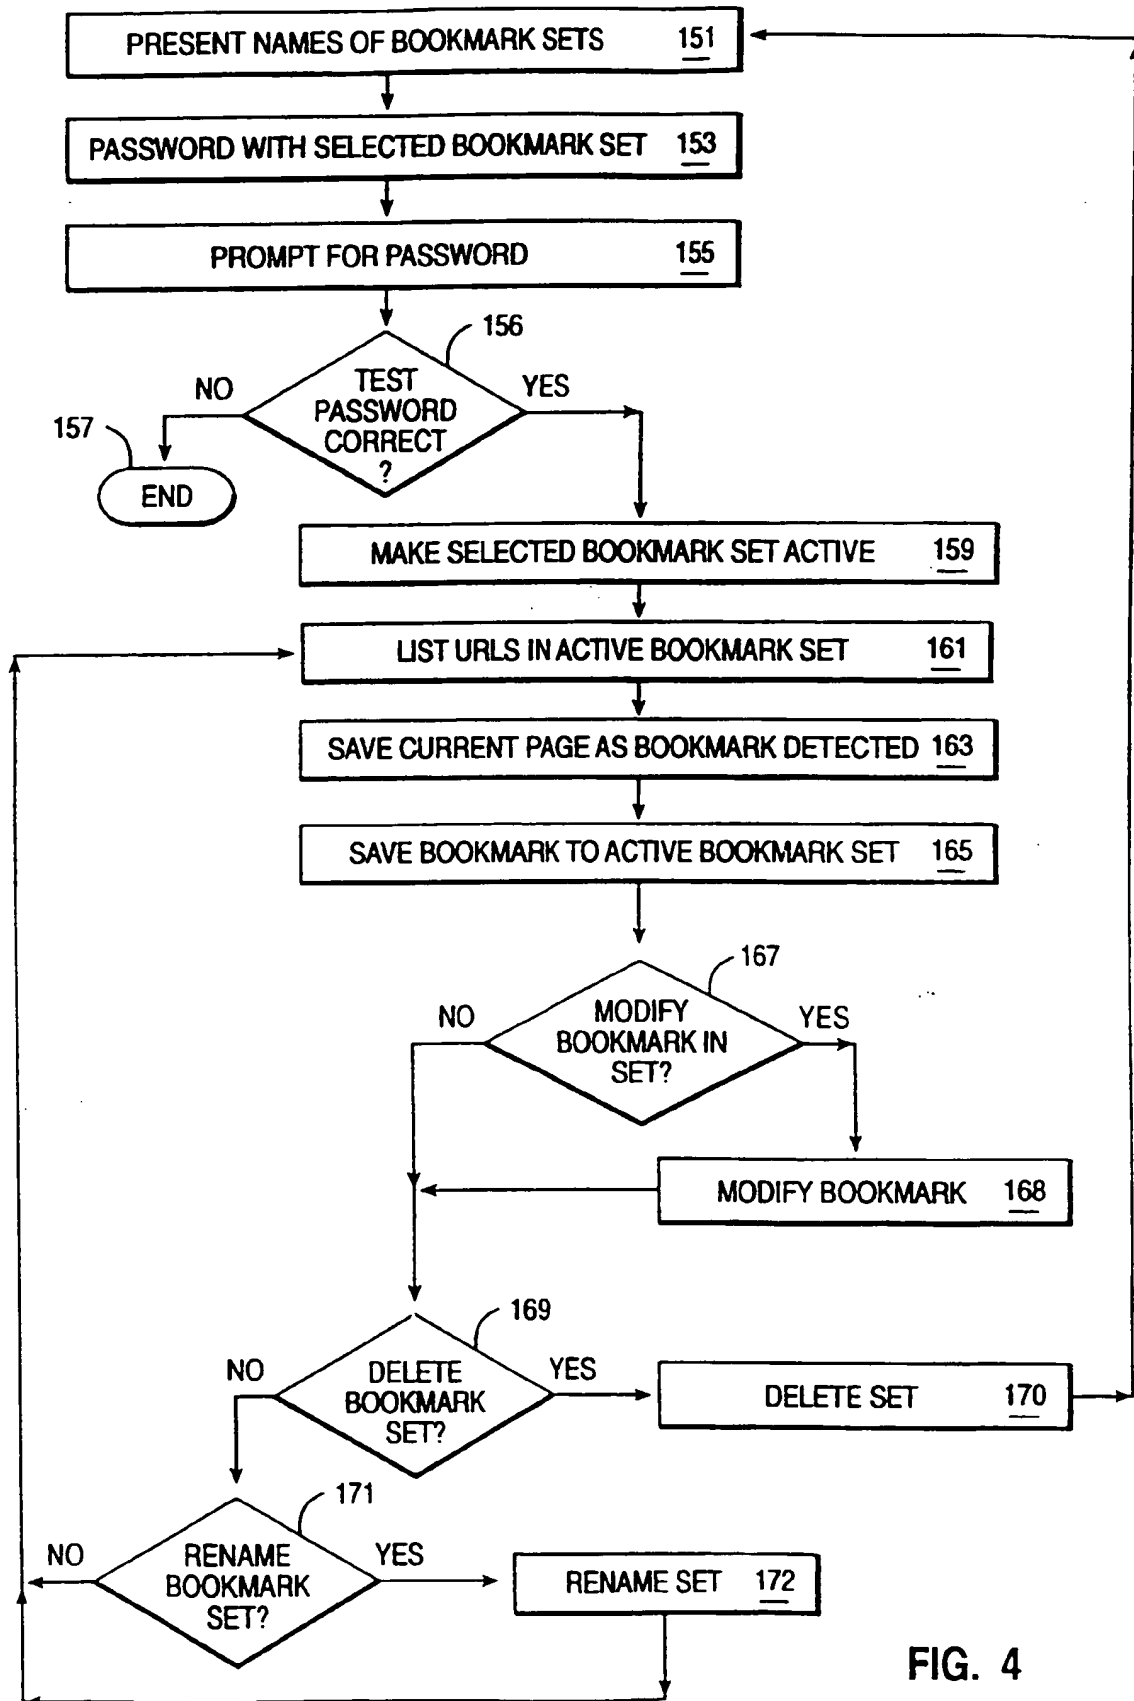 PRESENT NAMES OF BOOKMARK SETS 151
PASSWORD WITH SELECTED BOOKMARK SET 153
PROMPT FOR PASSWORD 155
156
NO
TEST
PASSWORD
CORRECT
?
YES
157
END
MAKE SELECTED BOOKMARK SET ACTIVE 159
LIST URLS IN ACTIVE BOOKMARK SET 161
SAVE CURRENT PAGE AS BOOKMARK DETECTED 163
SAVE BOOKMARK TO ACTIVE BOOKMARK SET 165
167
NO
MODIFY
BOOKMARK IN
SET?
YES
MODIFY BOOKMARK 168
169
NO
DELETE
BOOKMARK
SET?
YES
DELETE SET 170
171
NO
RENAME
BOOKMARK
SET?
YES
RENAME SET 172
FIG. 4